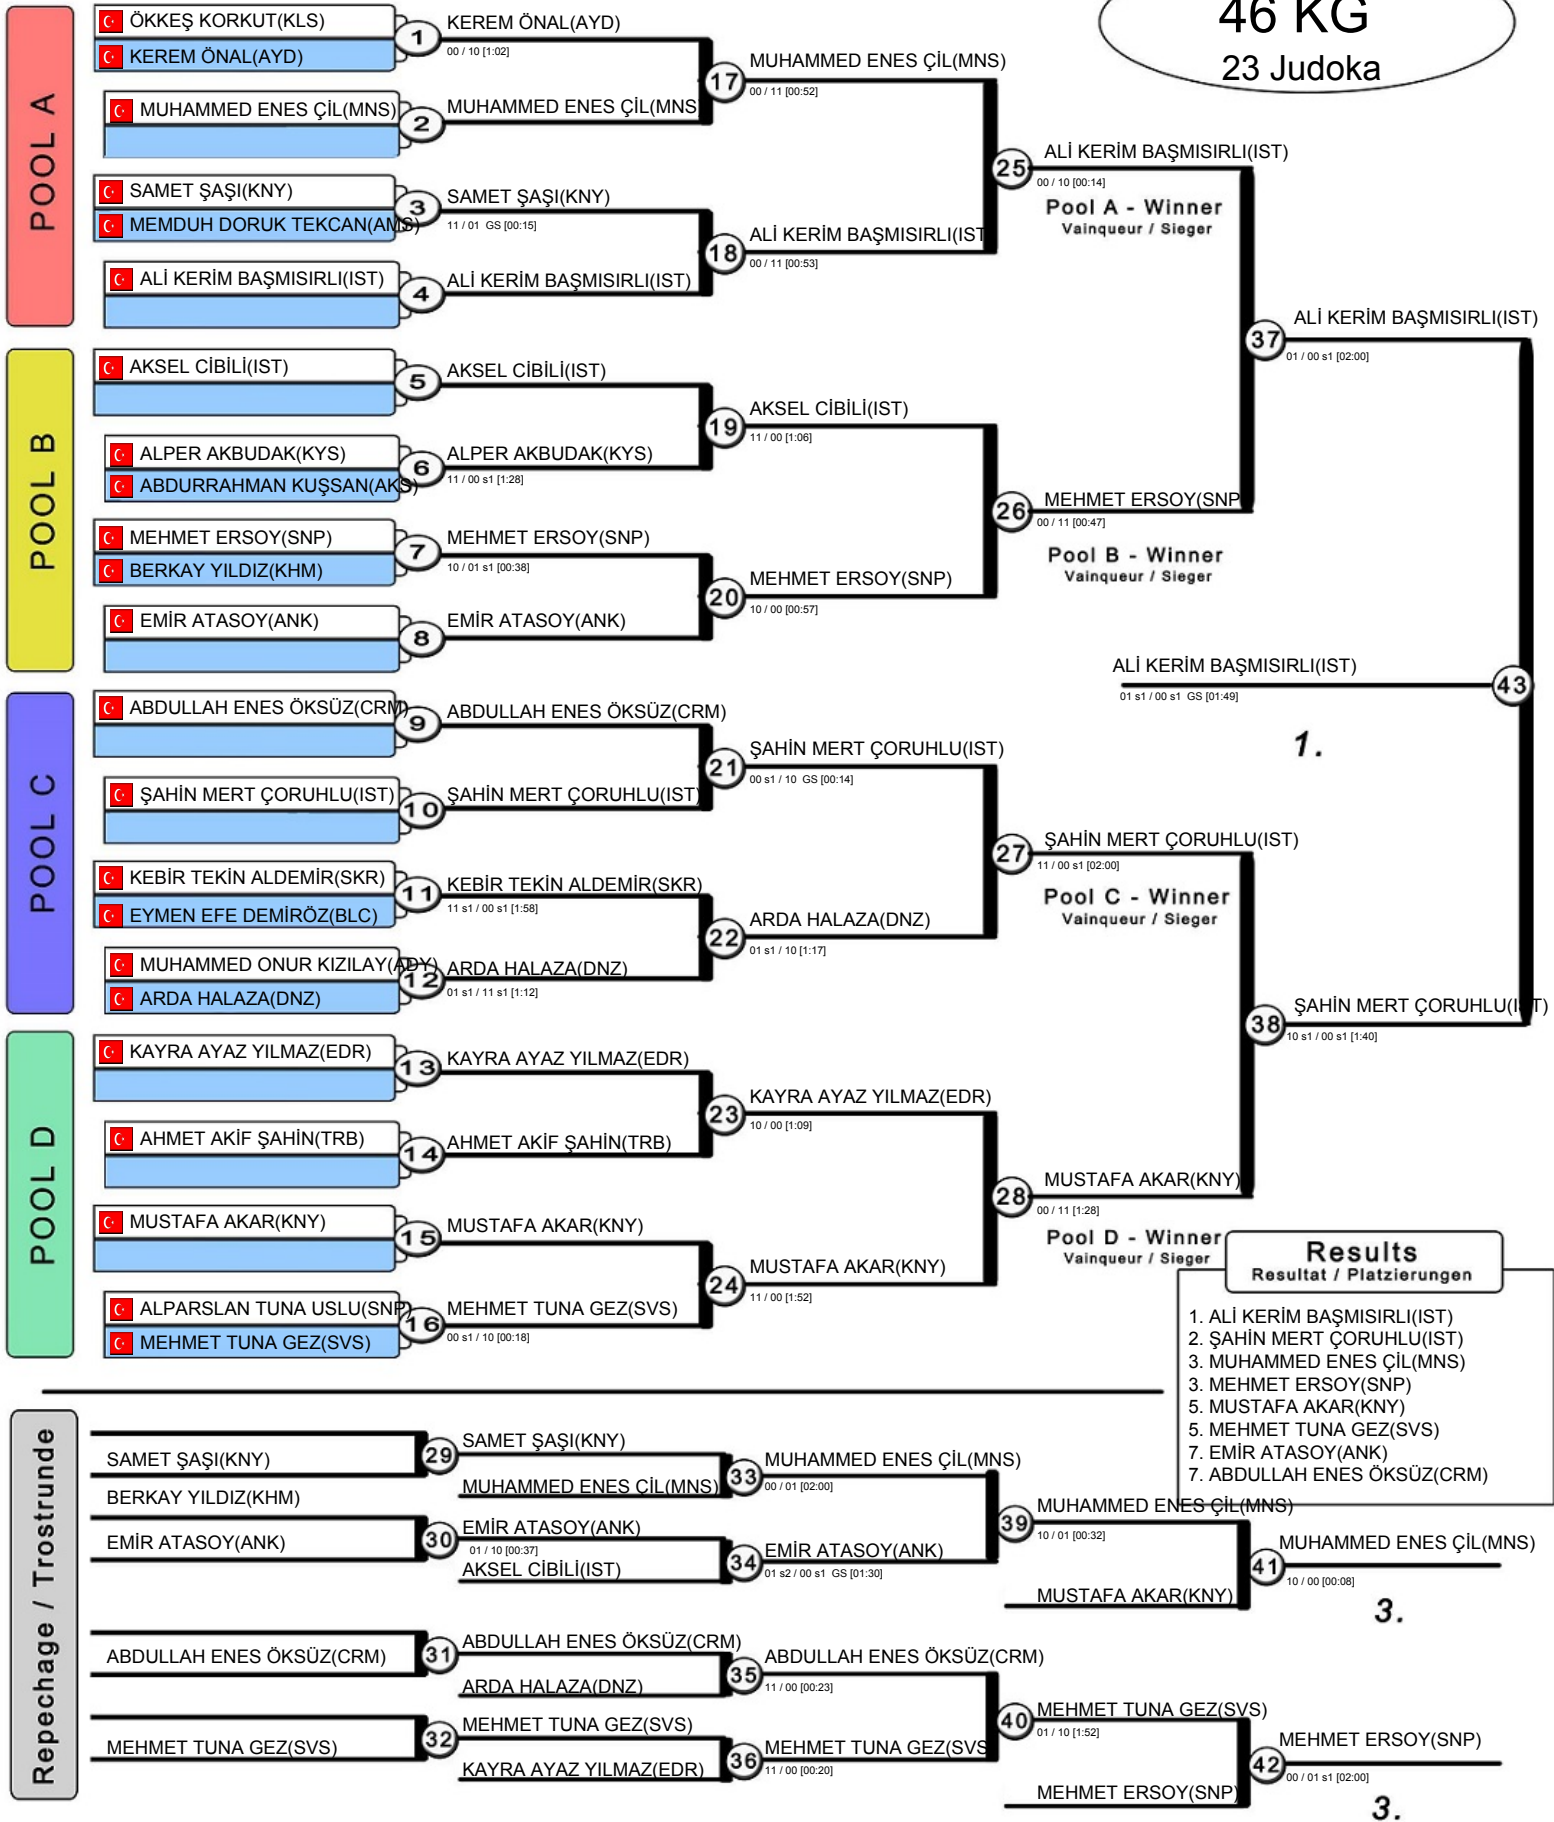 46 KG
23 Judoka
POOL A
ÖKKEŞ KORKUT(KLS)
KEREM ÖNAL(AYD)
1
KEREM ÖNAL(AYD)
00 / 10 [1:02]
MUHAMMED ENES ÇİL(MNS)
2
MUHAMMED ENES ÇİL(MNS
17
MUHAMMED ENES ÇİL(MNS)
00 / 11 [00:52]
SAMET ŞAŞI(KNY)
MEMDUH DORUK TEKCAN(AMS)
3
SAMET ŞAŞI(KNY)
11 / 01 GS [00:15]
ALİ KERİM BAŞMISIRLI(IST)
4
ALİ KERİM BAŞMISIRLI(IST)
18
ALİ KERİM BAŞMISIRLI(IST
00 / 11 [00:53]
25
ALİ KERİM BAŞMISIRLI(IST)
00 / 10 [00:14]
Pool A - Winner
Vainqueur / Sieger
POOL B
AKSEL CİBİLİ(IST)
5
AKSEL CİBİLİ(IST)
ALPER AKBUDAK(KYS)
ABDURRAHMAN KUŞSAN(AKS)
6
ALPER AKBUDAK(KYS)
11 / 00 s1 [1:28]
19
AKSEL CİBİLİ(IST)
11 / 00 [1:06]
MEHMET ERSOY(SNP)
BERKAY YILDIZ(KHM)
7
MEHMET ERSOY(SNP)
10 / 01 s1 [00:38]
EMİR ATASOY(ANK)
8
EMİR ATASOY(ANK)
20
MEHMET ERSOY(SNP)
10 / 00 [00:57]
26
MEHMET ERSOY(SNP
00 / 11 [00:47]
Pool B - Winner
Vainqueur / Sieger
37
ALİ KERİM BAŞMISIRLI(IST)
01 / 00 s1 [02:00]
ALİ KERİM BAŞMISIRLI(IST)
01 s1 / 00 s1 GS [01:49]
43
1.
POOL C
ABDULLAH ENES ÖKSÜZ(CRM)
9
ABDULLAH ENES ÖKSÜZ(CRM)
ŞAHİN MERT ÇORUHLU(IST)
10
ŞAHİN MERT ÇORUHLU(IST)
21
ŞAHİN MERT ÇORUHLU(IST)
00 s1 / 10 GS [00:14]
KEBİR TEKİN ALDEMİR(SKR)
EYMEN EFE DEMİRÖZ(BLC)
11
KEBİR TEKİN ALDEMİR(SKR)
11 s1 / 00 s1 [1:58]
MUHAMMED ONUR KIZILAY(ADY)
ARDA HALAZA(DNZ)
12
ARDA HALAZA(DNZ)
01 s1 / 11 s1 [1:12]
22
ARDA HALAZA(DNZ)
01 s1 / 10 [1:17]
27
ŞAHİN MERT ÇORUHLU(IST)
11 / 00 s1 [02:00]
Pool C - Winner
Vainqueur / Sieger
38
ŞAHİN MERT ÇORUHLU(IST)
10 s1 / 00 s1 [1:40]
POOL D
KAYRA AYAZ YILMAZ(EDR)
13
KAYRA AYAZ YILMAZ(EDR)
AHMET AKİF ŞAHİN(TRB)
14
AHMET AKİF ŞAHİN(TRB)
23
KAYRA AYAZ YILMAZ(EDR)
10 / 00 [1:09]
MUSTAFA AKAR(KNY)
15
MUSTAFA AKAR(KNY)
ALPARSLAN TUNA USLU(SNP)
MEHMET TUNA GEZ(SVS)
16
MEHMET TUNA GEZ(SVS)
00 s1 / 10 [00:18]
24
MUSTAFA AKAR(KNY)
11 / 00 [1:52]
28
MUSTAFA AKAR(KNY)
00 / 11 [1:28]
Pool D - Winner
Vainqueur / Sieger
Results
Resultat / Platzierungen
1. ALİ KERİM BAŞMISIRLI(IST)
2. ŞAHİN MERT ÇORUHLU(IST)
3. MUHAMMED ENES ÇİL(MNS)
3. MEHMET ERSOY(SNP)
5. MUSTAFA AKAR(KNY)
5. MEHMET TUNA GEZ(SVS)
7. EMİR ATASOY(ANK)
7. ABDULLAH ENES ÖKSÜZ(CRM)
Repechage / Trostrunde
SAMET ŞAŞI(KNY)
29
SAMET ŞAŞI(KNY)
MUHAMMED ENES ÇİL(MNS)
33
MUHAMMED ENES ÇİL(MNS)
00 / 01 [02:00]
BERKAY YILDIZ(KHM)
EMİR ATASOY(ANK)
30
EMİR ATASOY(ANK)
01 / 10 [00:37]
AKSEL CİBİLİ(IST)
34
EMİR ATASOY(ANK)
01 s2 / 00 s1 GS [01:30]
39
MUHAMMED ENES ÇİL(MNS)
10 / 01 [00:32]
MUSTAFA AKAR(KNY)
41
MUHAMMED ENES ÇİL(MNS)
10 / 00 [00:08]
3.
ABDULLAH ENES ÖKSÜZ(CRM)
31
ABDULLAH ENES ÖKSÜZ(CRM)
ARDA HALAZA(DNZ)
35
ABDULLAH ENES ÖKSÜZ(CRM)
11 / 00 [00:23]
MEHMET TUNA GEZ(SVS)
32
MEHMET TUNA GEZ(SVS)
KAYRA AYAZ YILMAZ(EDR)
36
MEHMET TUNA GEZ(SVS
11 / 00 [00:20]
40
MEHMET TUNA GEZ(SVS)
01 / 10 [1:52]
MEHMET ERSOY(SNP)
42
MEHMET ERSOY(SNP)
00 / 01 s1 [02:00]
3.